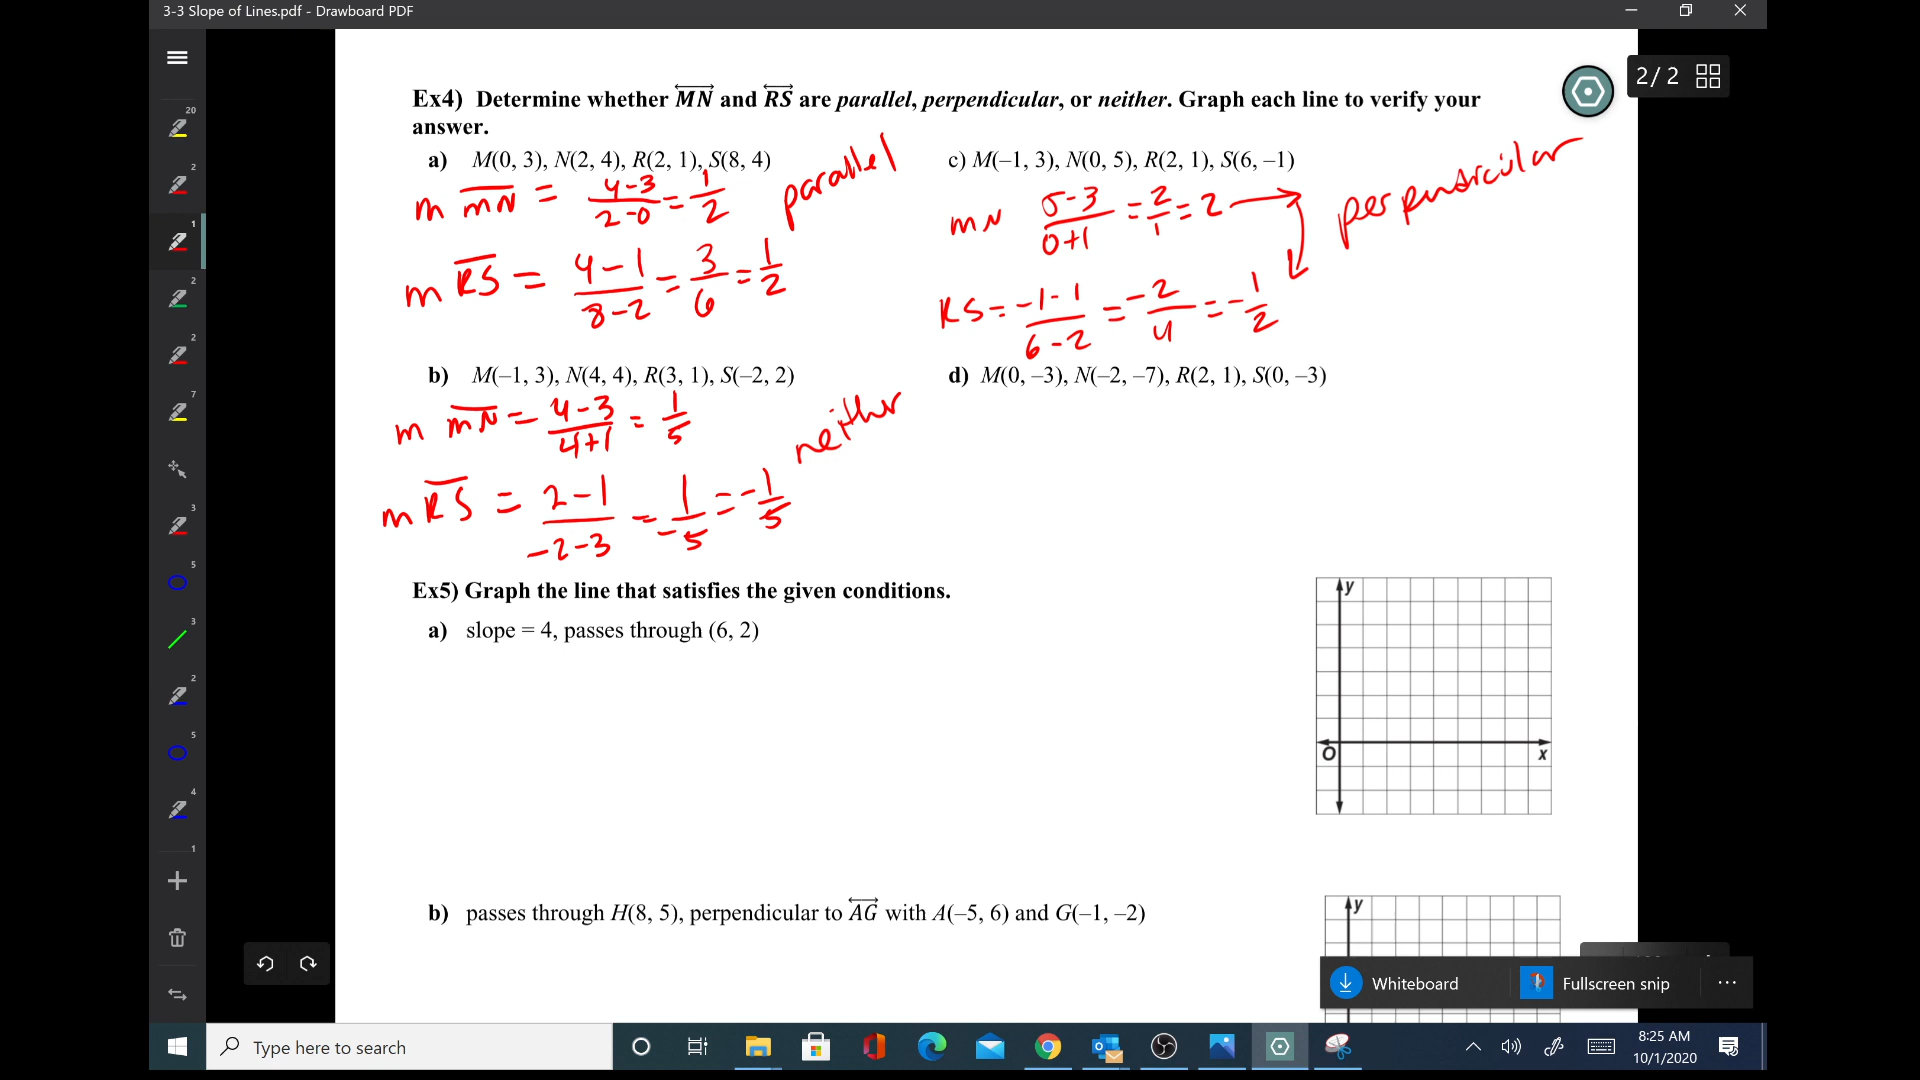 3-3 Slope of Lines.pdf - Drawboard PDF
2 / 2
Ex4) Determine whether MN and RS are parallel, perpendicular, or neither. Graph each line to verify your
answer.
a) M(0, 3), N(2, 4), R(2, 1), S(8, 4)
parallel
m mN = 4-3/2-0 = 1/2
m RS = 4-1/8-2 = 3/6 = 1/2
c) M(–1, 3), N(0, 5), R(2, 1), S(6, –1)
perpendicular
mN 5-3/0+1 = 2/1 = 2
RS = -1-1/6-2 = -2/4 = -1/2
b) M(–1, 3), N(4, 4), R(3, 1), S(–2, 2)
m mN = 4-3/4+1 = 1/5
neither
m RS = 2-1/-2-3 = 1/-5 = -1/5
d) M(0, –3), N(–2, –7), R(2, 1), S(0, –3)
Ex5) Graph the line that satisfies the given conditions.
a) slope = 4, passes through (6, 2)
y
O x
b) passes through H(8, 5), perpendicular to AG with A(–5, 6) and G(–1, –2)
y
20
2
1
2
2
7
3
5
3
2
5
4
1
Whiteboard
Fullscreen snip
Type here to search
8:25 AM
10/1/2020